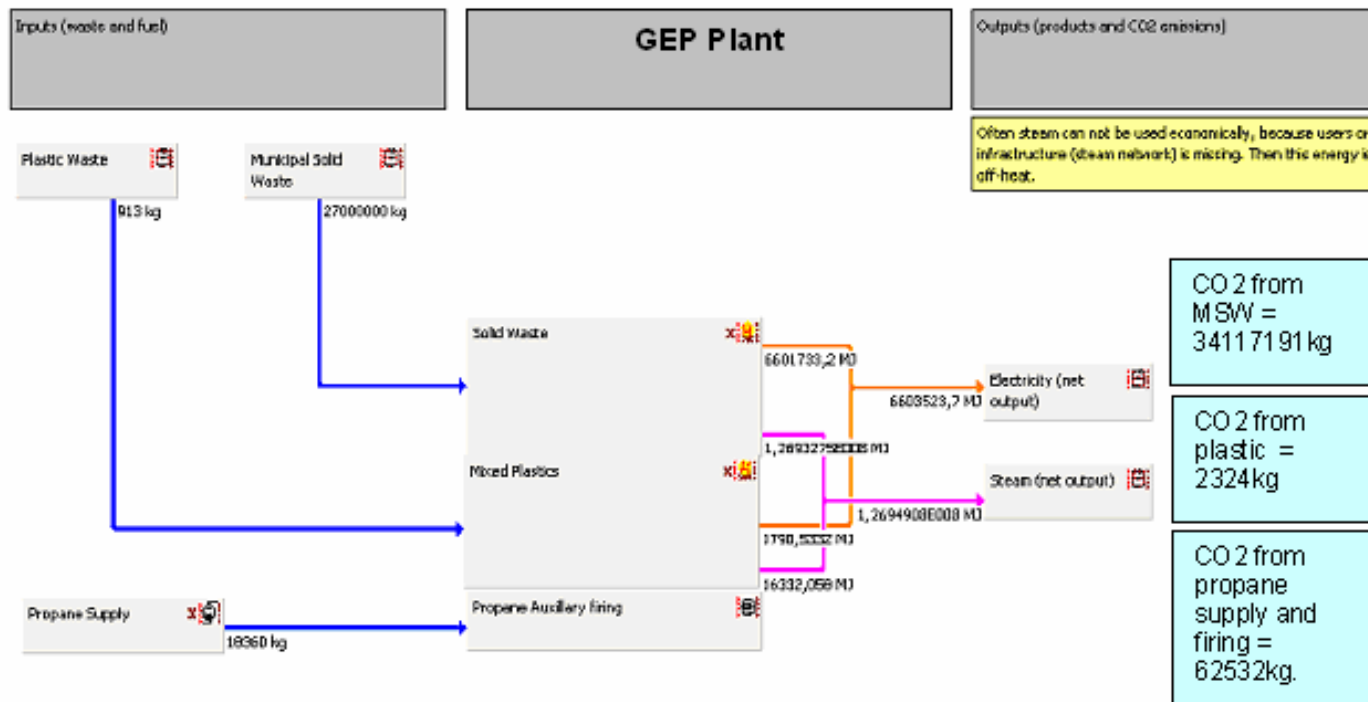 Inputs (waste and fuel)
GEP Plant
Outputs (products and CO2 emissions)
Often steam can not be used economically, because users or
infrastructure (steam network) is missing. Then this energy is
off-heat.
Plastic Waste
Municipal Solid
Waste
913 kg
27000000 kg
CO2 from
MSW =
34117191kg
Solid Waste
6601733,2 MJ
Electricity (net
output)
6603523,7 MJ
MJ
Mixed Plastics
Steam (net output)
1,2694908E008 MJ
CO2 from
plastic =
2324kg
1790,5332 MJ
16332,058 MJ
Propane Supply
18360 kg
Propane Auxillary firing
CO2 from
propane
supply and
firing =
62532kg.